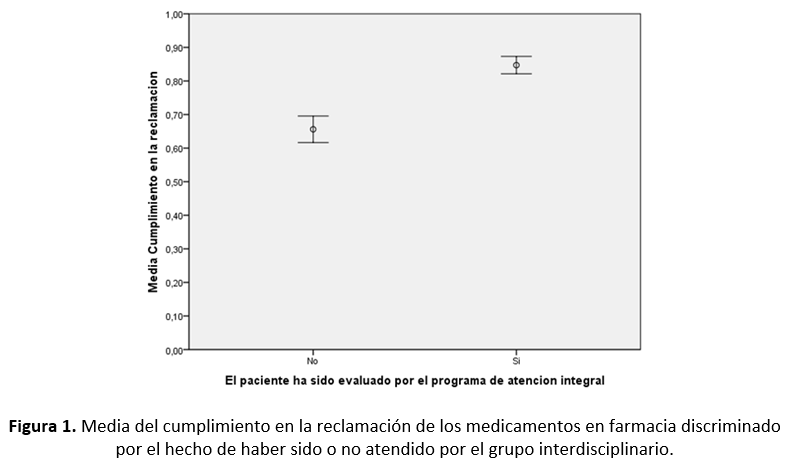 1,00
0,90
0,80
0,70
0,60
0,50
0,40
0,30
0,20
0,10
0,00
Media Cumplimiento en la reclamacion
No
Si
El paciente ha sido evaluado por el programa de atencion integral
Figura 1. Media del cumplimiento en la reclamación de los medicamentos en farmacia discriminado
por el hecho de haber sido o no atendido por el grupo interdisciplinario.